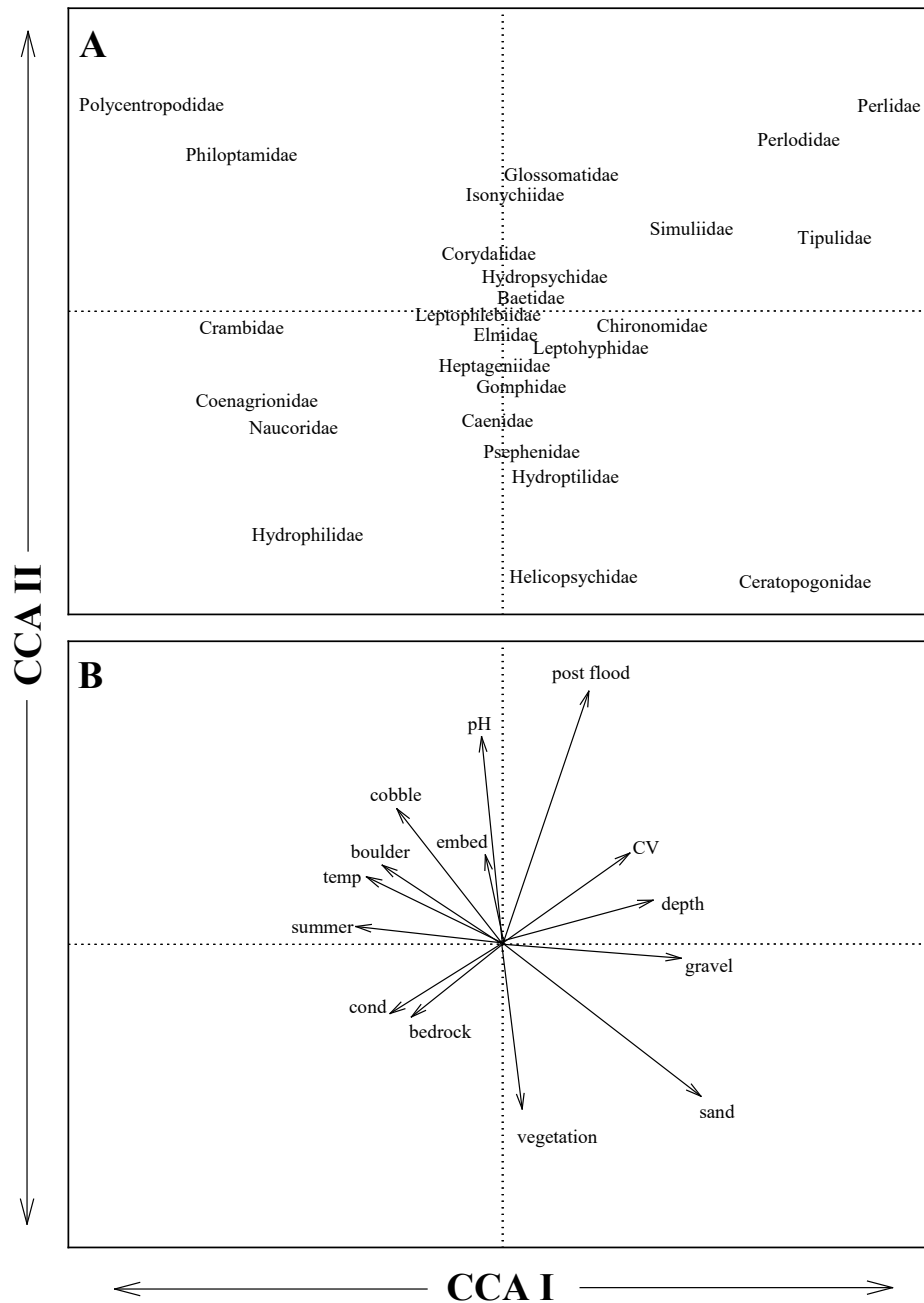 A
Polycentropodidae
Perlidae
Perlodidae
Philoptamidae
Glossomatidae
Isonychiidae
Simuliidae
Tipulidae
Corydalidae
Hydropsychidae
Baetidae
Leptophlebiidae
Crambidae
Chironomidae
Elmidae
Leptohyphidae
Heptageniidae
Gomphidae
Coenagrionidae
Caenidae
Naucoridae
Psephenidae
Hydroptilidae
Hydrophilidae
Helicopsychidae
Ceratopogonidae
CCA II
B
post flood
pH
cobble
embed
CV
boulder
temp
depth
summer
gravel
cond
bedrock
sand
vegetation
CCA I